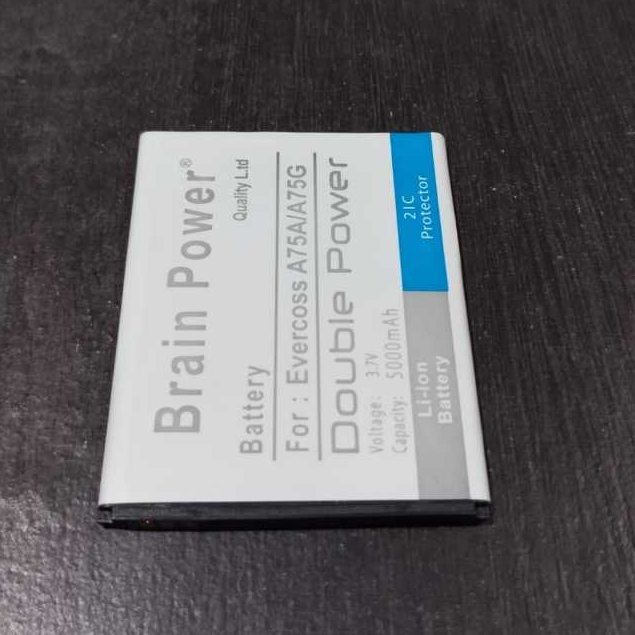 Brain Power®
Quality Ltd
Battery
For : Evercoss A75A/A75G
Double Power
Voltage: 3.7V
Capacity: 5000mAh
2IC
Protector
Li-Ion
Battery